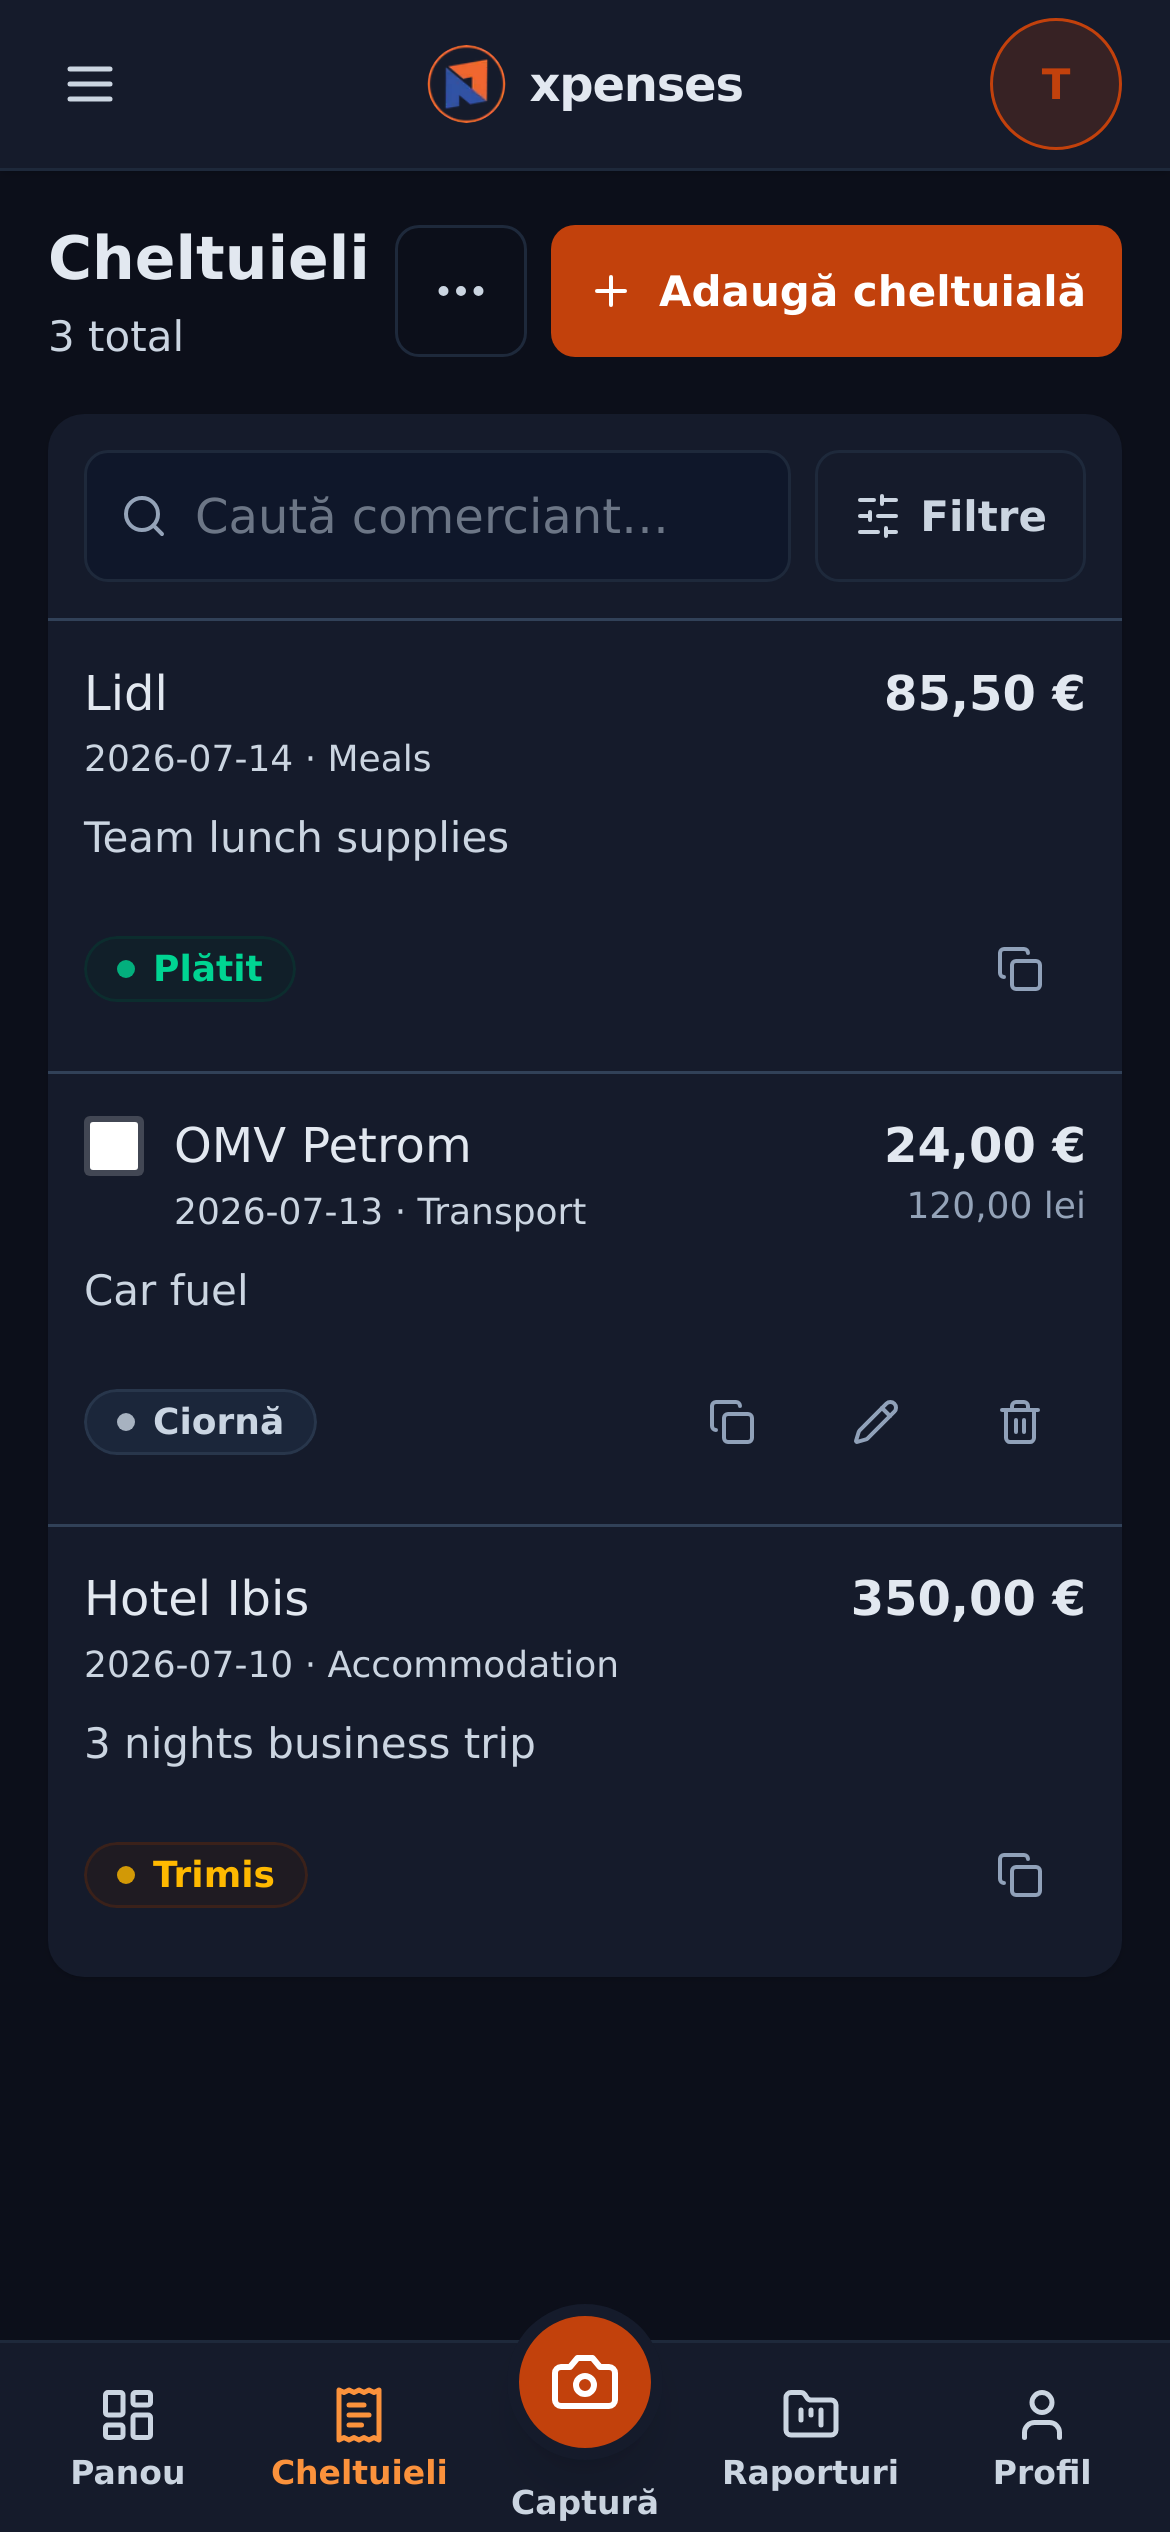 xpenses
T
Cheltuieli
3 total
Adaugă cheltuială
Caută comerciant...
Filtre
Lidl
85,50 €
2026-07-14 · Meals
Team lunch supplies
Plătit
OMV Petrom
24,00 €
2026-07-13 · Transport
120,00 lei
Car fuel
Ciornă
Hotel Ibis
350,00 €
2026-07-10 · Accommodation
3 nights business trip
Trimis
Panou
Cheltuieli
Captură
Raporturi
Profil